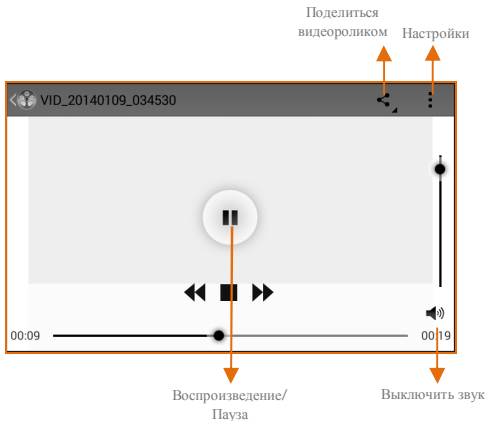 Поделиться
видеороликом
Настройки
VID_20140109_034530
00:09
00:19
Воспроизведение/
Пауза
Выключить звук